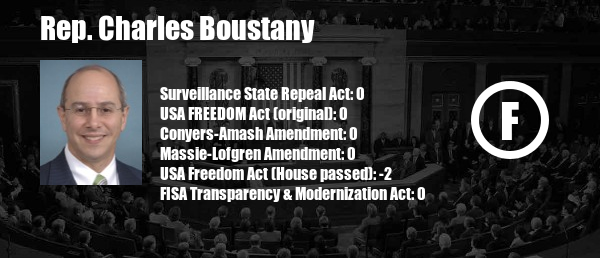 Rep. Charles Boustany
Surveillance State Repeal Act: 0
USA FREEDOM Act (original): 0
Conyers-Amash Amendment: 0
Massie-Lofgren Amendment: 0
USA Freedom Act (House passed): -2
FISA Transparency & Modernization Act: 0
F